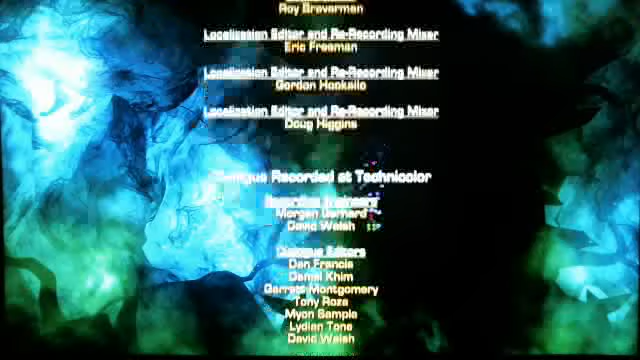 Roy Braverman
Localization Editor and Re-Recording Mixer
Eric Freeman
Localization Editor and Re-Recording Mixer
Gordon Hookailo
Localization Editor and Re-Recording Mixer
Doug Higgins
Dialogue Recorded at Technicolor
Recording Engineers
Morgan Gerhard
David Walsh
Dialogue Editors
Dan Francis
Daniel Khim
Garrett Montgomery
Tony Roza
Myon Sample
Lydian Tone
David Walsh